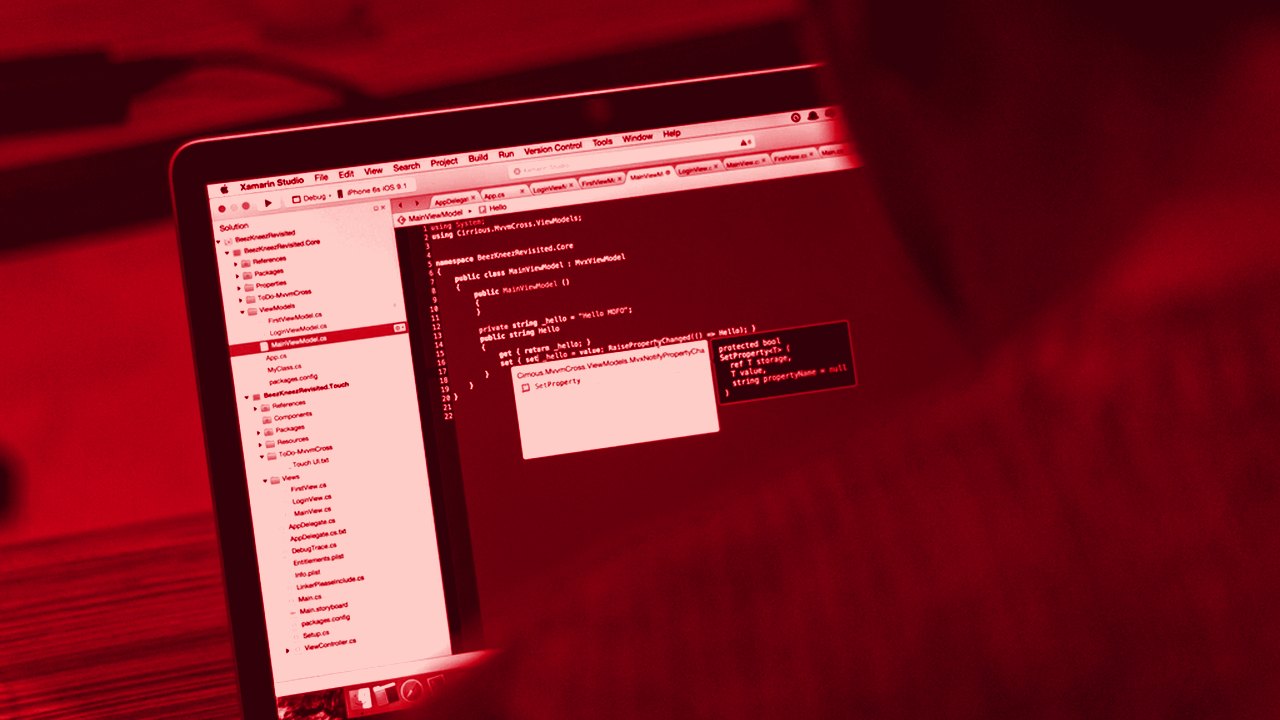 Xamarin Studio File Edit View Search Project Build Run Version Control Tools Window Help
Debug iPhone 6s iOS 9.1
Xamarin Studio
6
AppDelegat App.cs LoginViewM FirstViewM MainViewM LoginView.c MainView.c FirstView.cs Main.
MainViewModel Hello
Solution
BeezKneezRevisited
BeezKneezRevisited.Core
References
Packages
Properties
ToDo-MvvmCross
ViewModels
FirstViewModel.cs
LoginViewModel.cs
MainViewModel.cs
App.cs
MyClass.cs
packages.config
BeezKneezRevisited.Touch
References
Components
Packages
Resources
ToDo-MvvmCross
Touch UI.txt
Views
FirstView.cs
LoginView.cs
MainView.cs
AppDelegate.cs
AppDelegate.cs.txt
DebugTrace.cs
Entitlements.plist
Info.plist
LinkerPleaseInclude.cs
Main.cs
Main.storyboard
packages.config
Setup.cs
ViewController.cs
1 using System;
2 using Cirrious.MvvmCross.ViewModels;
3
4
5 namespace BeezKneezRevisited.Core
6 {
7 public class MainViewModel : MvxViewModel
8 {
9 public MainViewModel ()
10 {
11 }
12
13 private string _hello = "Hello MOFO";
14 public string Hello
15 {
16 get { return _hello; }
17 set { set _hello = value; RaisePropertyChanged(() => Hello); }
18 }
19 }
20 }
21
22
Cirrious.MvvmCross.ViewModels.MvxNotifyPropertyCha
SetProperty
protected bool
SetProperty<T> (
ref T storage,
T value,
string propertyName = null
)